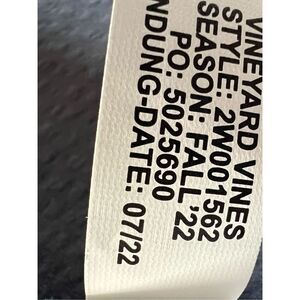 VINEYARD VINES
STYLE: 2W001562
SEASON: FALL '22
PO: 5025690
NDUNG-DATE: 07/22